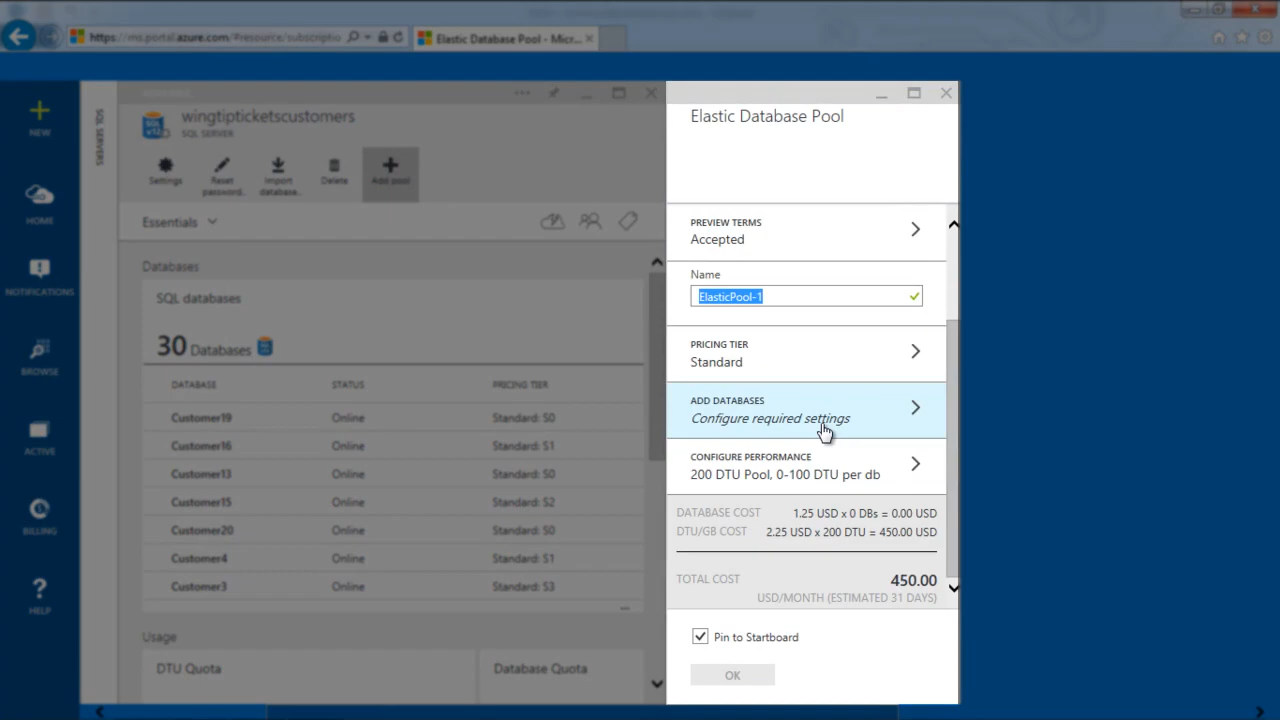 https://ms.portal.azure.com/#resource/subscriptio
Elastic Database Pool - Micr...
NEW
HOME
NOTIFICATIONS
BROWSE
ACTIVE
BILLING
HELP
SQL SERVERS
wingtipticketscustomers
SQL SERVER
Settings
Reset password..
Import database..
Delete
Add pool
Essentials
Databases
SQL databases
30 Databases
DATABASE STATUS PRICING TIER
Customer19 Online Standard: S0
Customer16 Online Standard: S1
Customer13 Online Standard: S0
Customer15 Online Standard: S2
Customer20 Online Standard: S0
Customer4 Online Standard: S1
Customer3 Online Standard: S3
Usage
DTU Quota Database Quota
Elastic Database Pool
PREVIEW TERMS
Accepted
Name
ElasticPool-1
PRICING TIER
Standard
ADD DATABASES
Configure required settings
CONFIGURE PERFORMANCE
200 DTU Pool, 0-100 DTU per db
DATABASE COST 1.25 USD x 0 DBs = 0.00 USD
DTU/GB COST 2.25 USD x 200 DTU = 450.00 USD
TOTAL COST 450.00
USD/MONTH (ESTIMATED 31 DAYS)
Pin to Startboard
OK